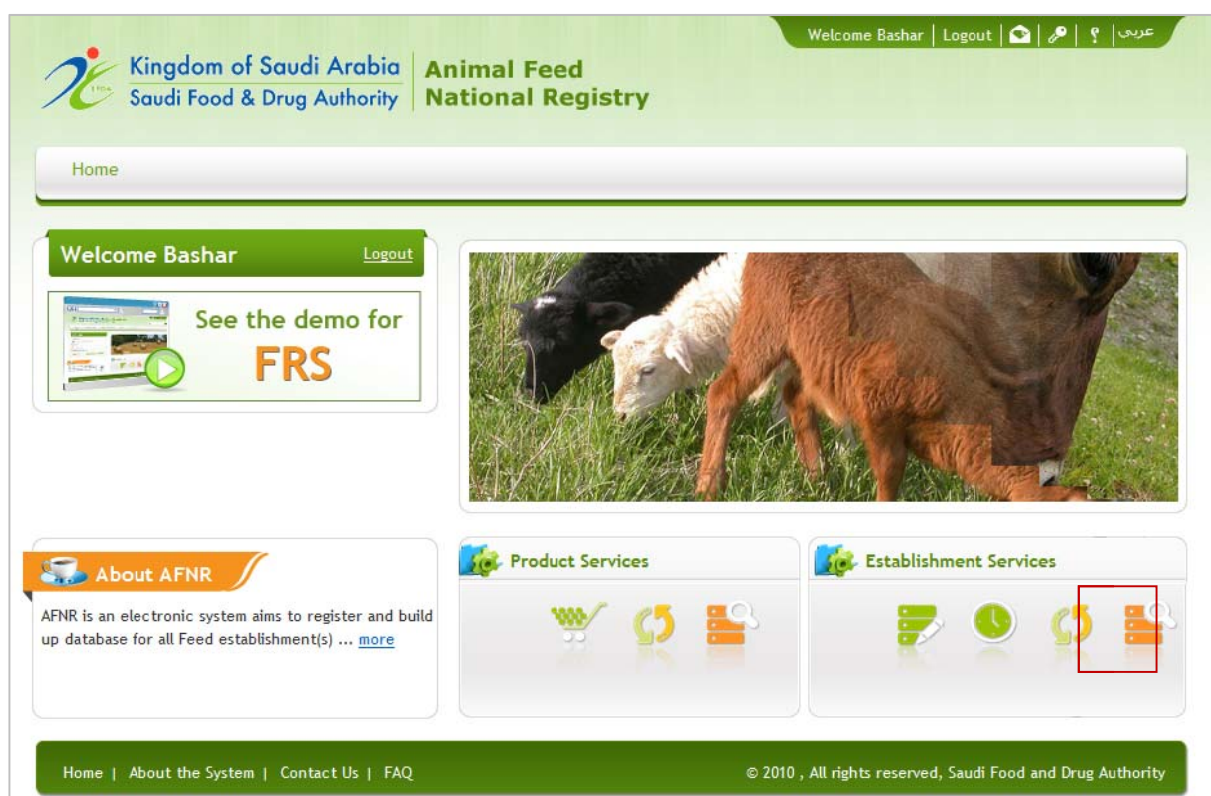 Welcome Bashar | Logout | | | ؟ | عربى
Kingdom of Saudi Arabia
Saudi Food & Drug Authority
Animal Feed
National Registry
Home
Welcome Bashar Logout
See the demo for
FRS
About AFNR
AFNR is an electronic system aims to register and build
up database for all Feed establishment(s) ... more
Product Services
Establishment Services
Home | About the System | Contact Us | FAQ
© 2010 , All rights reserved, Saudi Food and Drug Authority